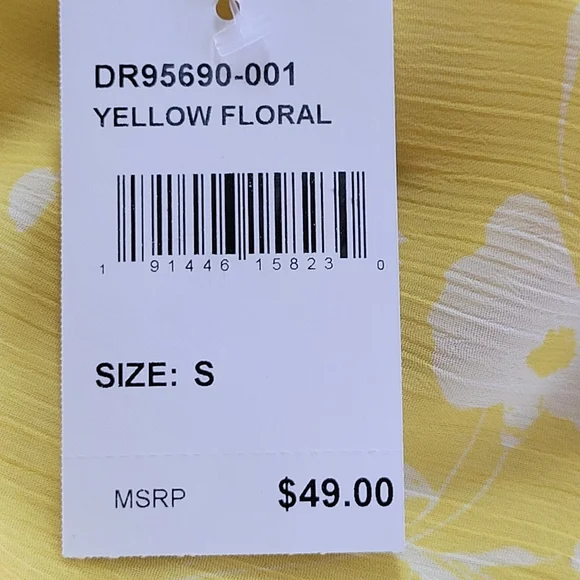 DR95690-001
YELLOW FLORAL
1 91446 15823 0
SIZE: S
MSRP $49.00